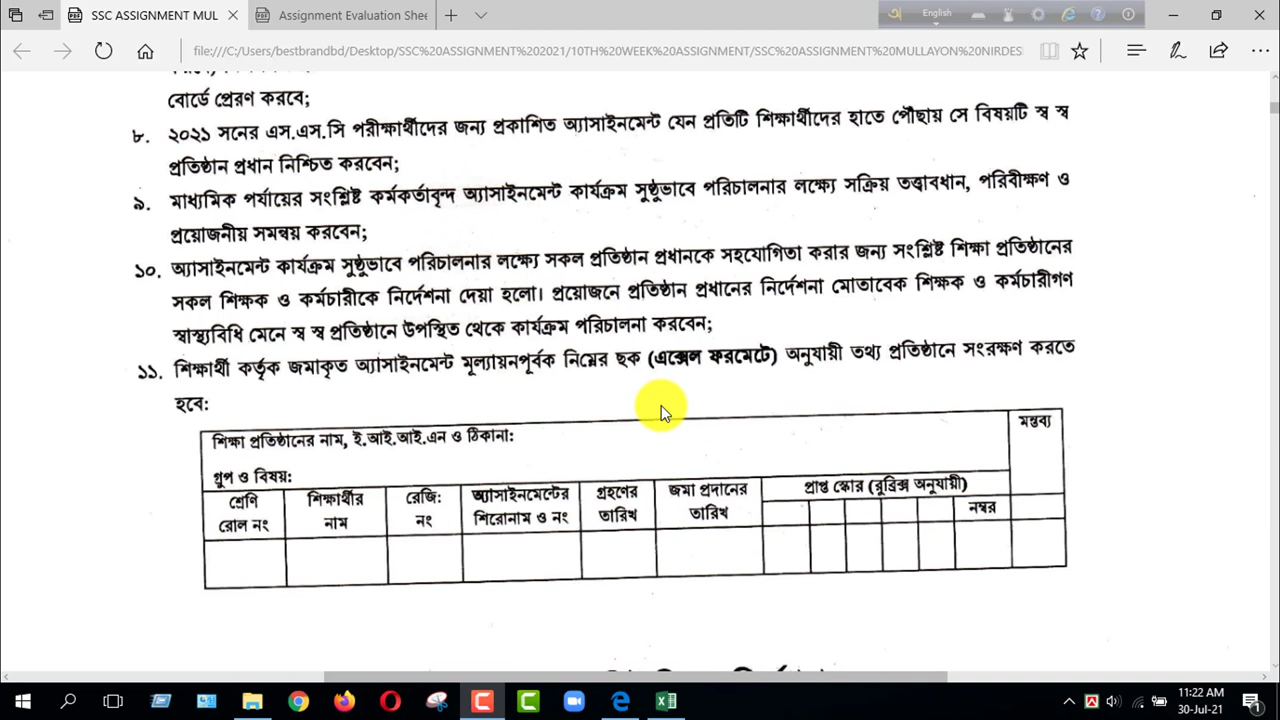 SSC ASSIGNMENT MUL
Assignment Evaluation Shee
অ English
file:///C:/Users/bestbrandbd/Desktop/SSC%20ASSIGNMENT%202021/10TH%20WEEK%20ASSIGNMENT/SSC%20ASSIGNMENT%20MULLAYON%20NIRDES
বোর্ডে প্রেরণ করবে;
৮. ২০২১ সনের এস.এস.সি পরীক্ষার্থীদের জন্য প্রকাশিত অ্যাসাইনমেন্ট যেন প্রতিটি শিক্ষার্থীদের হাতে পৌছায় সে বিষয়টি স্ব স্ব
প্রতিষ্ঠান প্রধান নিশ্চিত করবেন;
৯. মাধ্যমিক পর্যায়ের সংশ্লিষ্ট কর্মকর্তাবৃন্দ অ্যাসাইনমেন্ট কার্যক্রম সুষ্ঠুভাবে পরিচালনার লক্ষ্যে সক্রিয় তত্ত্বাবধান, পরিবীক্ষণ ও
প্রয়োজনীয় সমন্বয় করবেন;
১০. অ্যাসাইনমেন্ট কার্যক্রম সুষ্ঠুভাবে পরিচালনার লক্ষ্যে সকল প্রতিষ্ঠান প্রধানকে সহযোগিতা করার জন্য সংশ্লিষ্ট শিক্ষা প্রতিষ্ঠানের
সকল শিক্ষক ও কর্মচারীকে নির্দেশনা দেয়া হলো। প্রয়োজনে প্রতিষ্ঠান প্রধানের নির্দেশনা মোতাবেক শিক্ষক ও কর্মচারীগণ
স্বাস্থ্যবিধি মেনে স্ব স্ব প্রতিষ্ঠানে উপস্থিত থেকে কার্যক্রম পরিচালনা করবেন;
১১. শিক্ষার্থী কর্তৃক জমাকৃত অ্যাসাইনমেন্ট মূল্যায়নপূর্বক নিম্নের ছক (এক্সেল ফরমেটে) অনুযায়ী তথ্য প্রতিষ্ঠানে সংরক্ষণ করতে
হবে:
শিক্ষা প্রতিষ্ঠানের নাম, ই.আই.আই.এন ও ঠিকানা: মন্তব্য
গ্রুপ ও বিষয়:
শ্রেণি শিক্ষার্থীর রেজি: অ্যাসাইনমেন্টের গ্রহণের জমা প্রদানের প্রাপ্ত স্কোর (রুব্রিক্স অনুযায়ী)
রোল নং নাম নং শিরোনাম ও নং তারিখ তারিখ নম্বর
11:22 AM
30-Jul-21